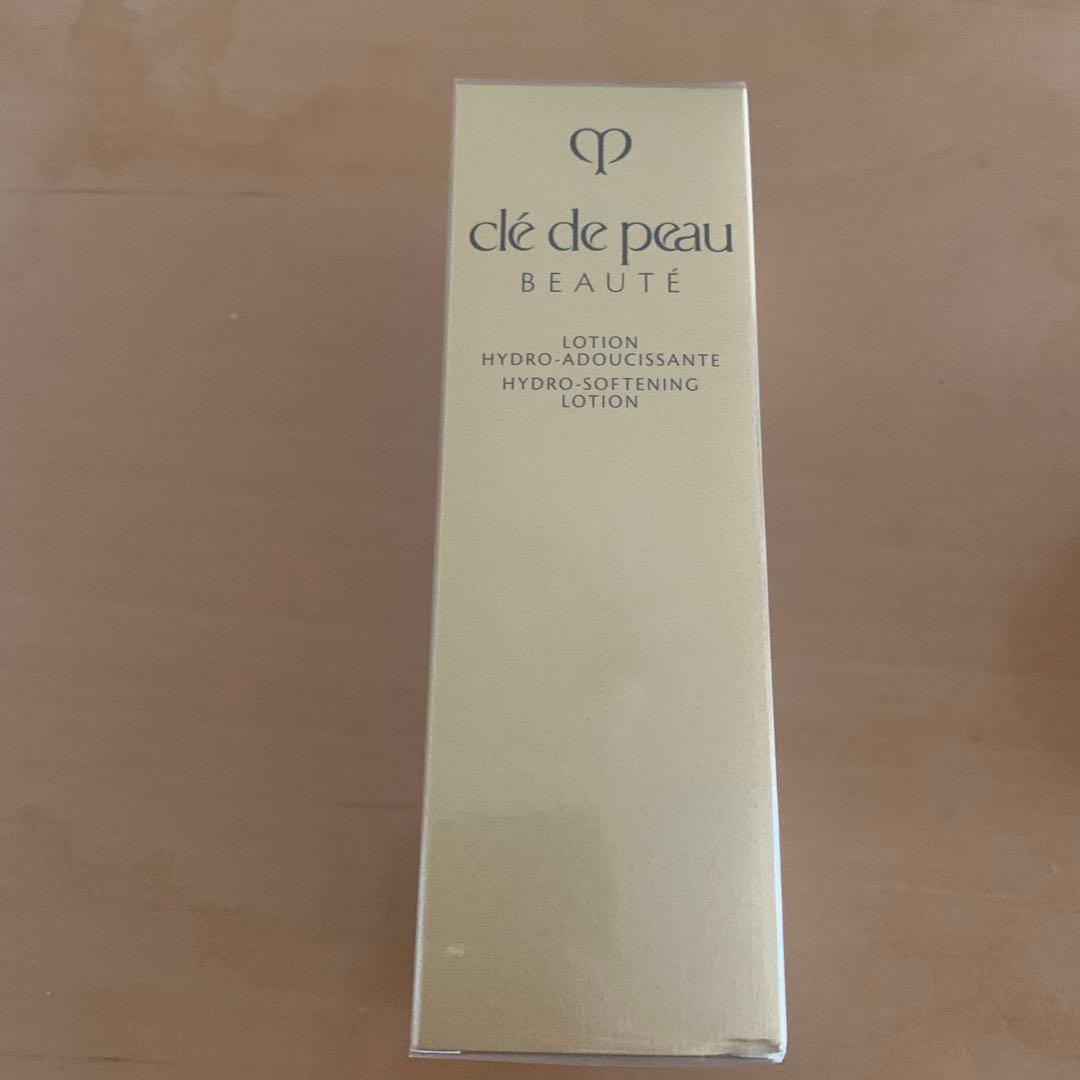 clé de peau
BEAUTÉ
LOTION
HYDRO-ADOUCISSANTE
HYDRO-SOFTENING
LOTION